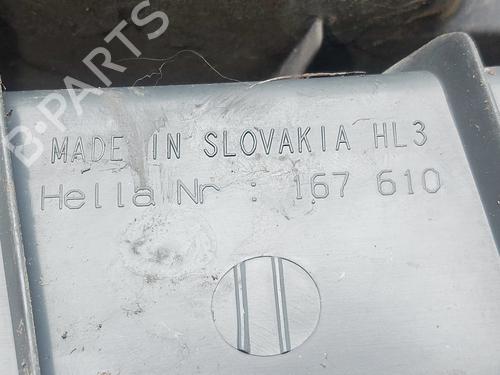 B-PARTS
MADE IN SLOVAKIA HL3
Hella Nr : 167 610